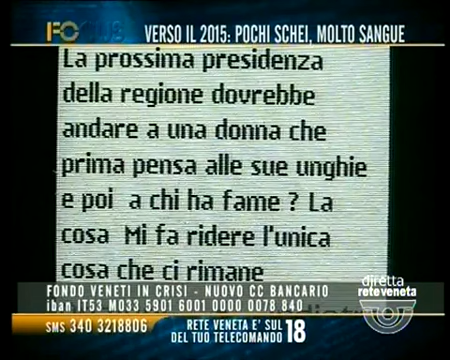 FOCUS
VERSO IL 2015: POCHI SCHEI, MOLTO SANGUE
La prossima presidenza
della regione dovrebbe
andare a una donna che
prima pensa alle sue unghie
e poi a chi ha fame ? La
cosa Mi fa ridere l'unica
cosa che ci rimane
FONDO VENETI IN CRISI - NUOVO CC BANCARIO
iban IT53 M033 5901 6001 0000 0078 840
diretta
reteveneta
SMS 340 3218806
RETE VENETA E' SUL
DEL TUO TELECOMANDO 18